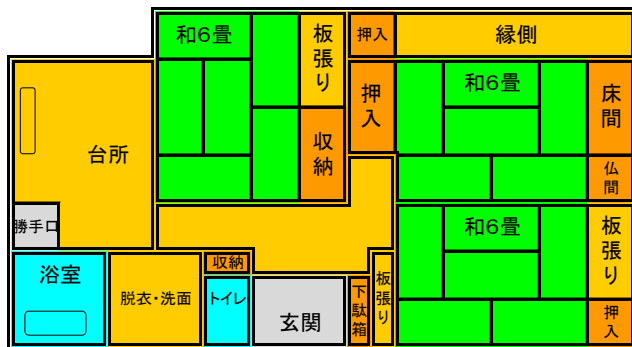 和6畳
板張り
押入
縁側
台所
収納
押入
和6畳
床間
仏間
勝手口
和6畳
板張り
押入
浴室
脱衣・洗面
収納
トイレ
玄関
下駄箱
板張り